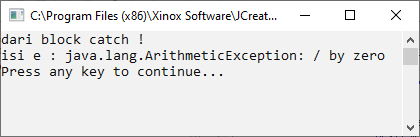 C:\Program Files (x86)\Xinox Software\JCreat...
dari block catch !
isi e : java.lang.ArithmeticException: / by zero
Press any key to continue...